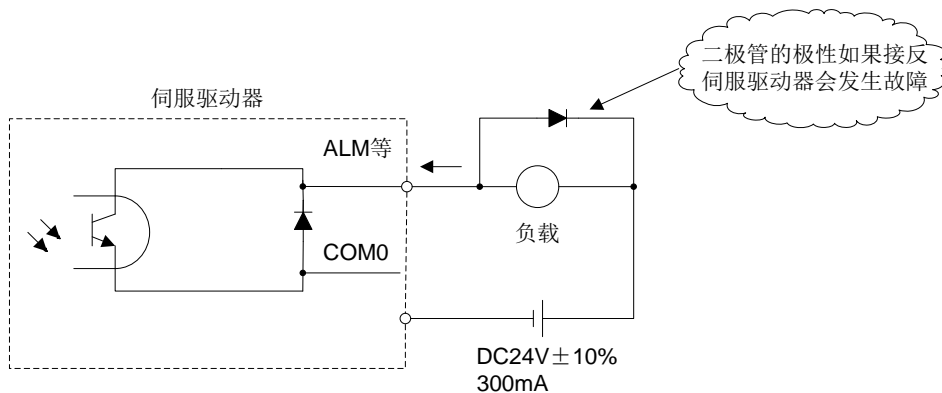 二极管的极性如果接反
伺服驱动器会发生故障
伺服驱动器
ALM等
负载
COM0
DC24V±10%
300mA